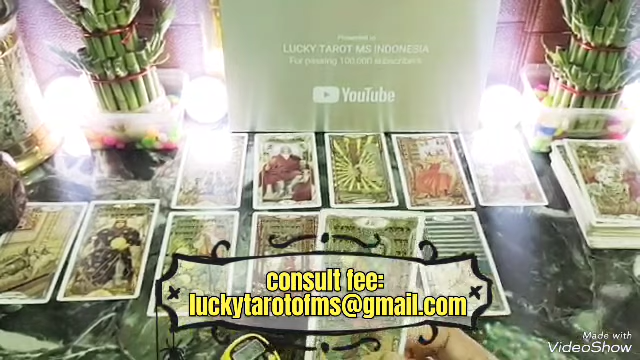 Presented to
LUCKY TAROT MS INDONESIA
For passing 100,000 subscribers
YouTube
consult fee:
luckytarotofms@gmail.com
Made with
VideoShow